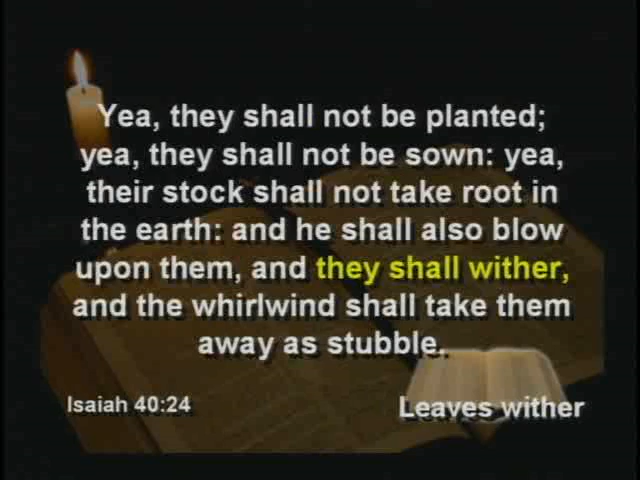 Yea, they shall not be planted;
yea, they shall not be sown: yea,
their stock shall not take root in
the earth: and he shall also blow
upon them, and they shall wither,
and the whirlwind shall take them
away as stubble.
Isaiah 40:24
Leaves wither